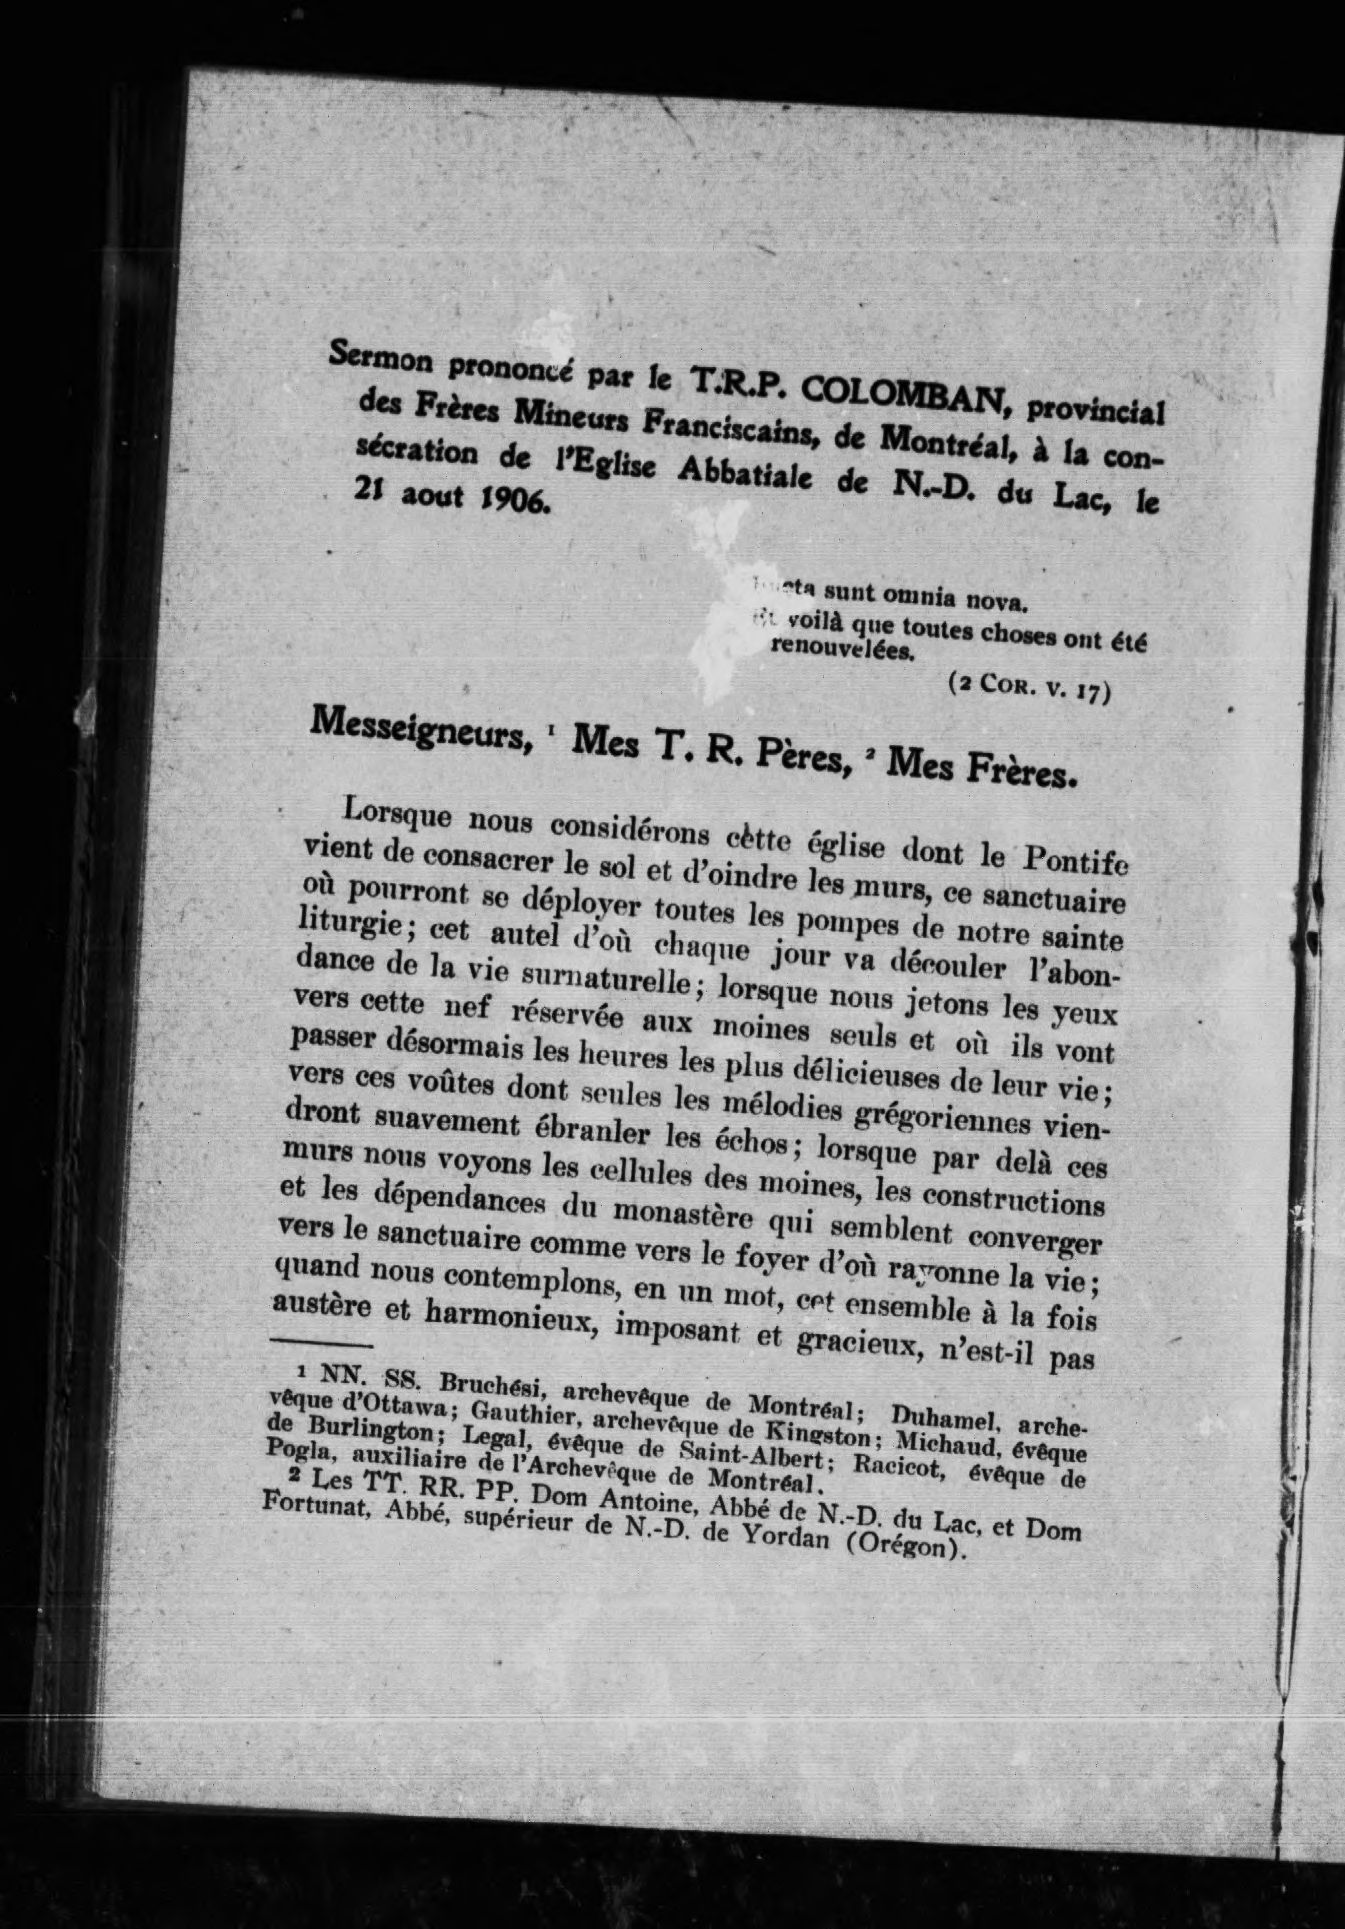 Sermon prononcé par le T.R.P. COLOMBAN, provincial
des Frères Mineurs Franciscains, de Montréal, à la con-
sécration de l'Eglise Abbatiale de N.-D. du Lac, le
21 aout 1906.
sunt omnia nova.
voilà que toutes choses ont été
renouvelées.
(2 COR. V. 17)
Messeigneurs, ¹ Mes T. R. Pères, ² Mes Frères.
Lorsque nous considérons cette église dont le Pontife
vient de consacrer le sol et d'oindre les murs, ce sanctuaire
où pourront se déployer toutes les pompes de notre sainte
liturgie; cet autel d'où chaque jour va découler l'abon-
dance de la vie surnaturelle; lorsque nous jetons les yeux
vers cette nef réservée aux moines seuls et où ils vont
passer désormais les heures les plus délicieuses de leur vie;
vers ces voûtes dont seules les mélodies grégoriennes vien-
dront suavement ébranler les échos; lorsque par delà ces
murs nous voyons les cellules des moines, les constructions
et les dépendances du monastère qui semblent converger
vers le sanctuaire comme vers le foyer d'où rayonne la vie;
quand nous contemplons, en un mot, cet ensemble à la fois
austère et harmonieux, imposant et gracieux, n'est-il pas
1 NN. SS. Bruchési, archevêque de Montréal; Duhamel, arche-
vêque d'Ottawa; Gauthier, archevêque de Kingston; Michaud, évêque
de Burlington; Legal, évêque de Saint-Albert; Racicot, évêque de
Pogla, auxiliaire de l'Archevêque de Montréal.
2 Les TT. RR. PP. Dom Antoine, Abbé de N.-D. du Lac, et Dom
Fortunat, Abbé, supérieur de N.-D. de Yordan (Orégon).